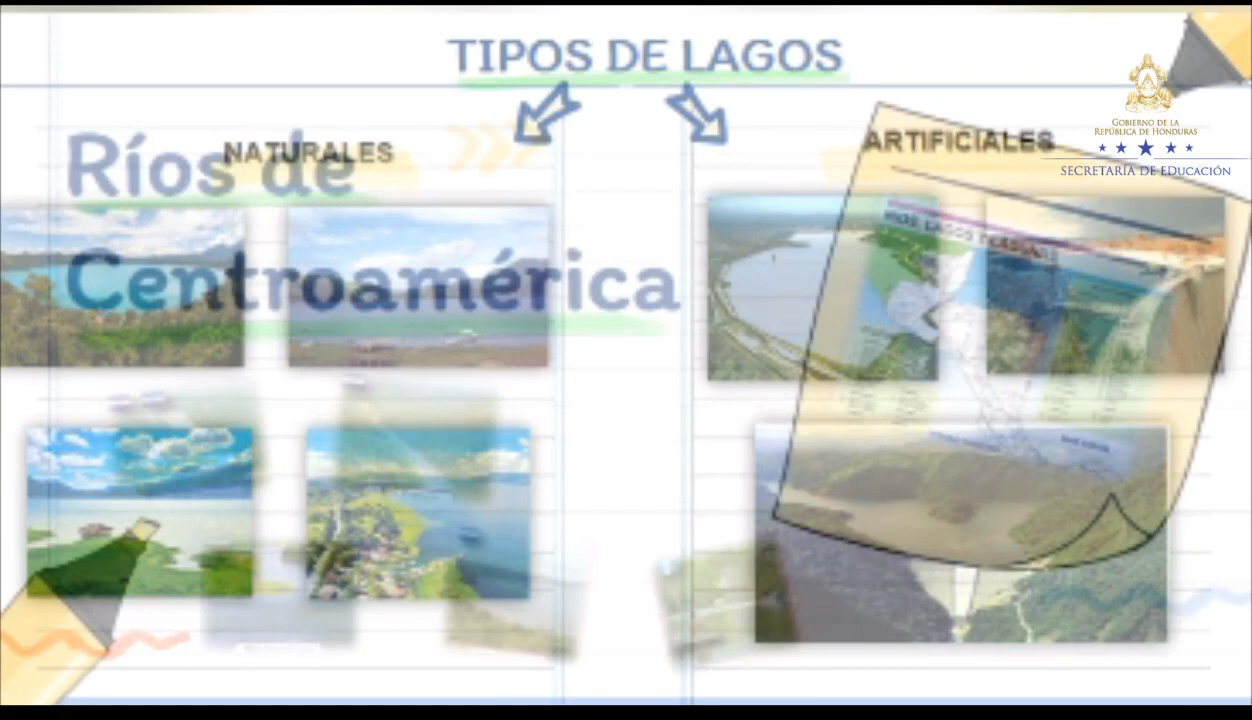 TIPOS DE LAGOS
NATURALES
ARTIFICIALES
Ríos de
Centroamérica
GOBIERNO DE LA
REPÚBLICA DE HONDURAS
SECRETARÍA DE EDUCACIÓN